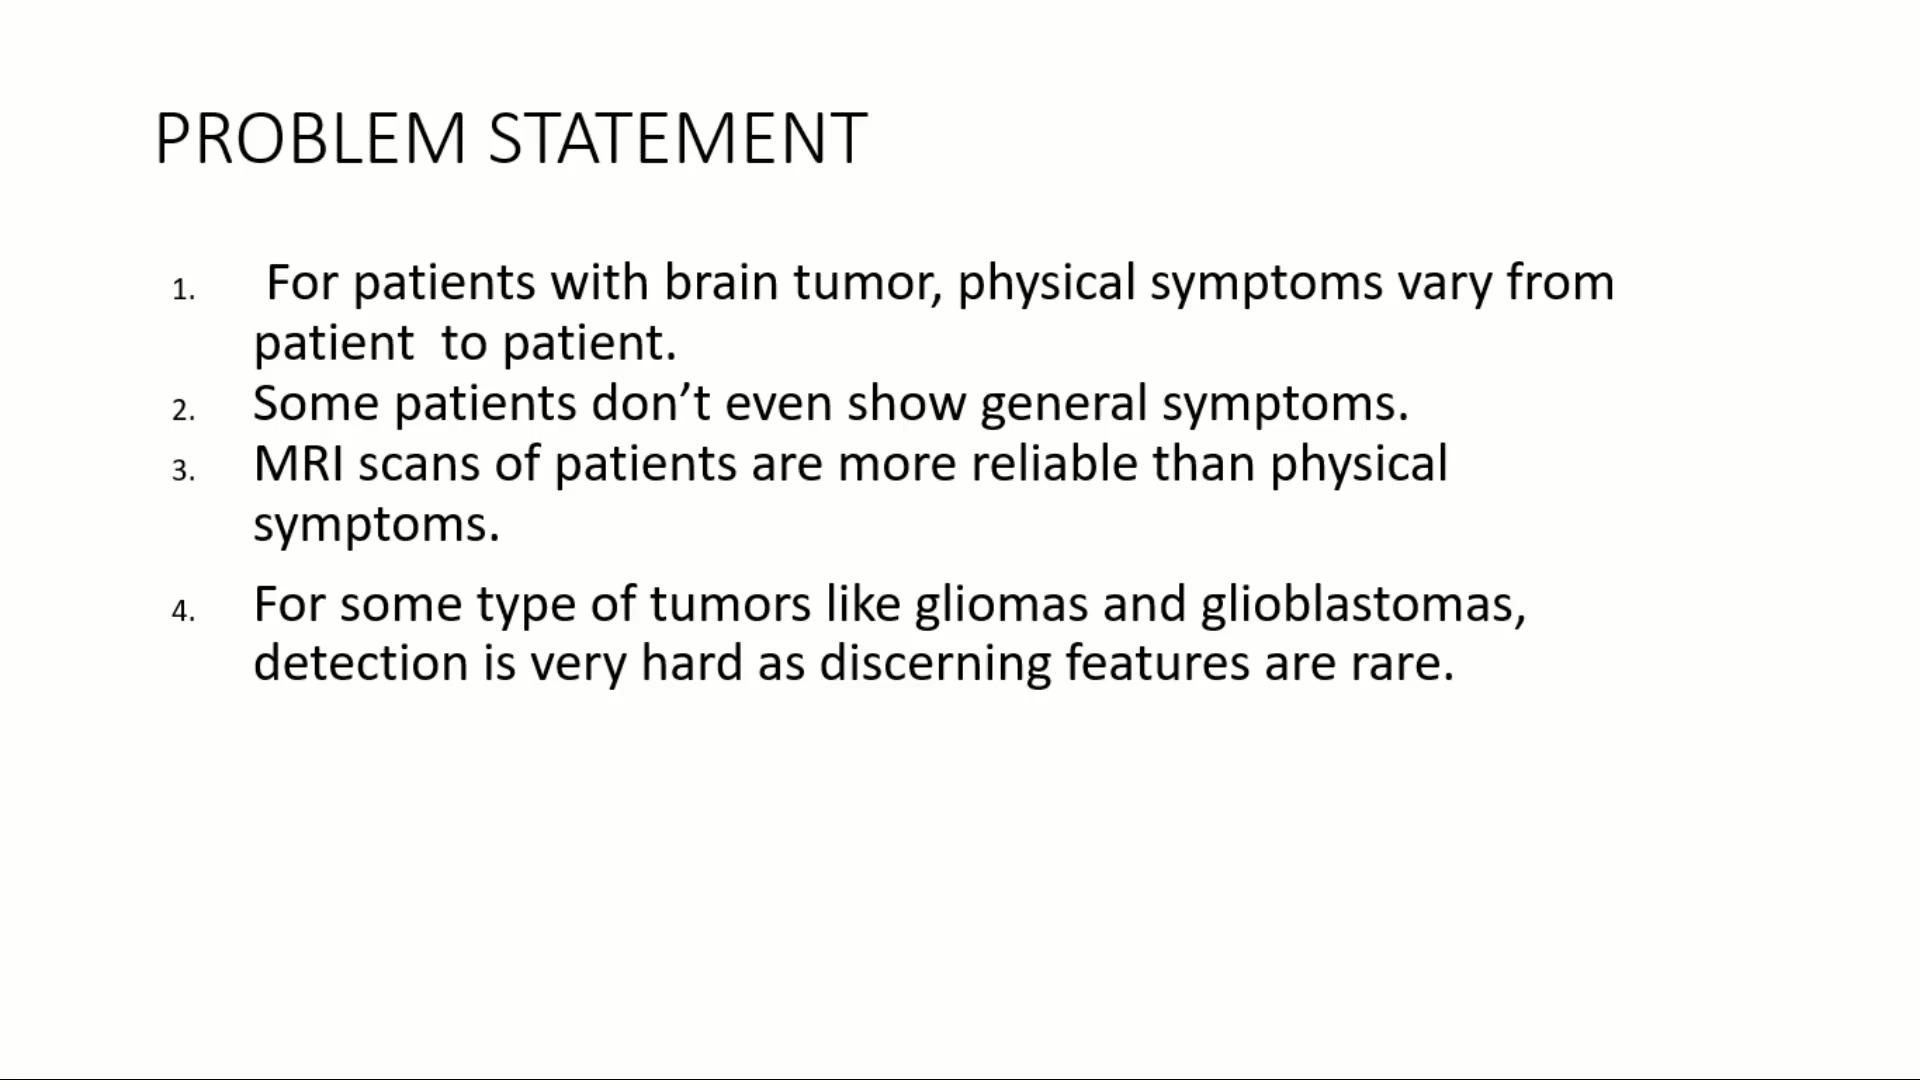 PROBLEM STATEMENT
1. For patients with brain tumor, physical symptoms vary from
patient  to patient.
2. Some patients don’t even show general symptoms.
3. MRI scans of patients are more reliable than physical
symptoms.
4. For some type of tumors like gliomas and glioblastomas,
detection is very hard as discerning features are rare.